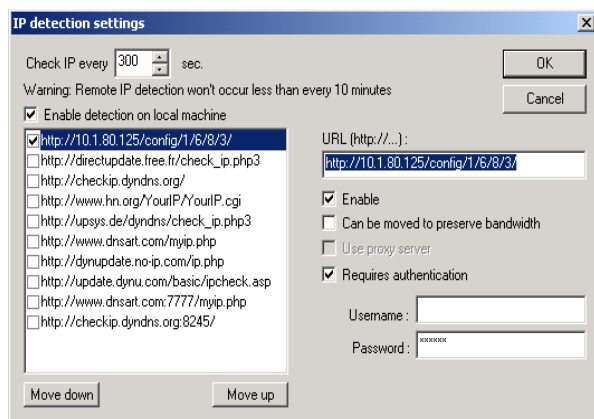 IP detection settings
Check IP every 300 sec.
OK
Warning: Remote IP detection won't occur less than every 10 minutes
Cancel
Enable detection on local machine
http://10.1.80.125/config/1/6/8/3/
http://directupdate.free.fr/check_ip.php3
http://checkip.dyndns.org/
http://www.hn.org/YourIP/YourIP.cgi
http://upsys.de/dyndns/check_ip.php3
http://www.dnsart.com/myip.php
http://dynupdate.no-ip.com/ip.php
http://update.dynu.com/basic/ipcheck.asp
http://www.dnsart.com:7777/myip.php
http://checkip.dyndns.org:8245/
Move down
Move up
URL (http://...) :
http://10.1.80.125/config/1/6/8/3/
Enable
Can be moved to preserve bandwidth
Use proxy server
Requires authentication
Username :
Password : xxxxxx